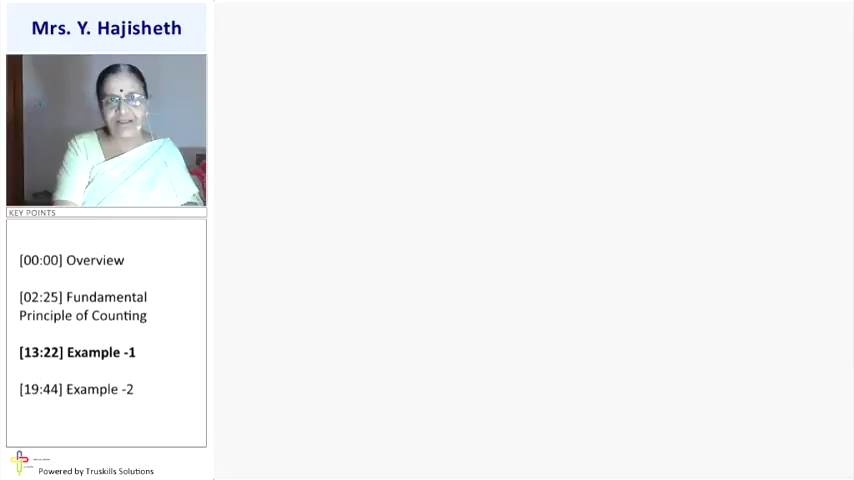 Mrs. Y. Hajisheth
KEY POINTS
[00:00] Overview
[02:25] Fundamental
Principle of Counting
[13:22] Example -1
[19:44] Example -2
Powered by Truskills Solutions